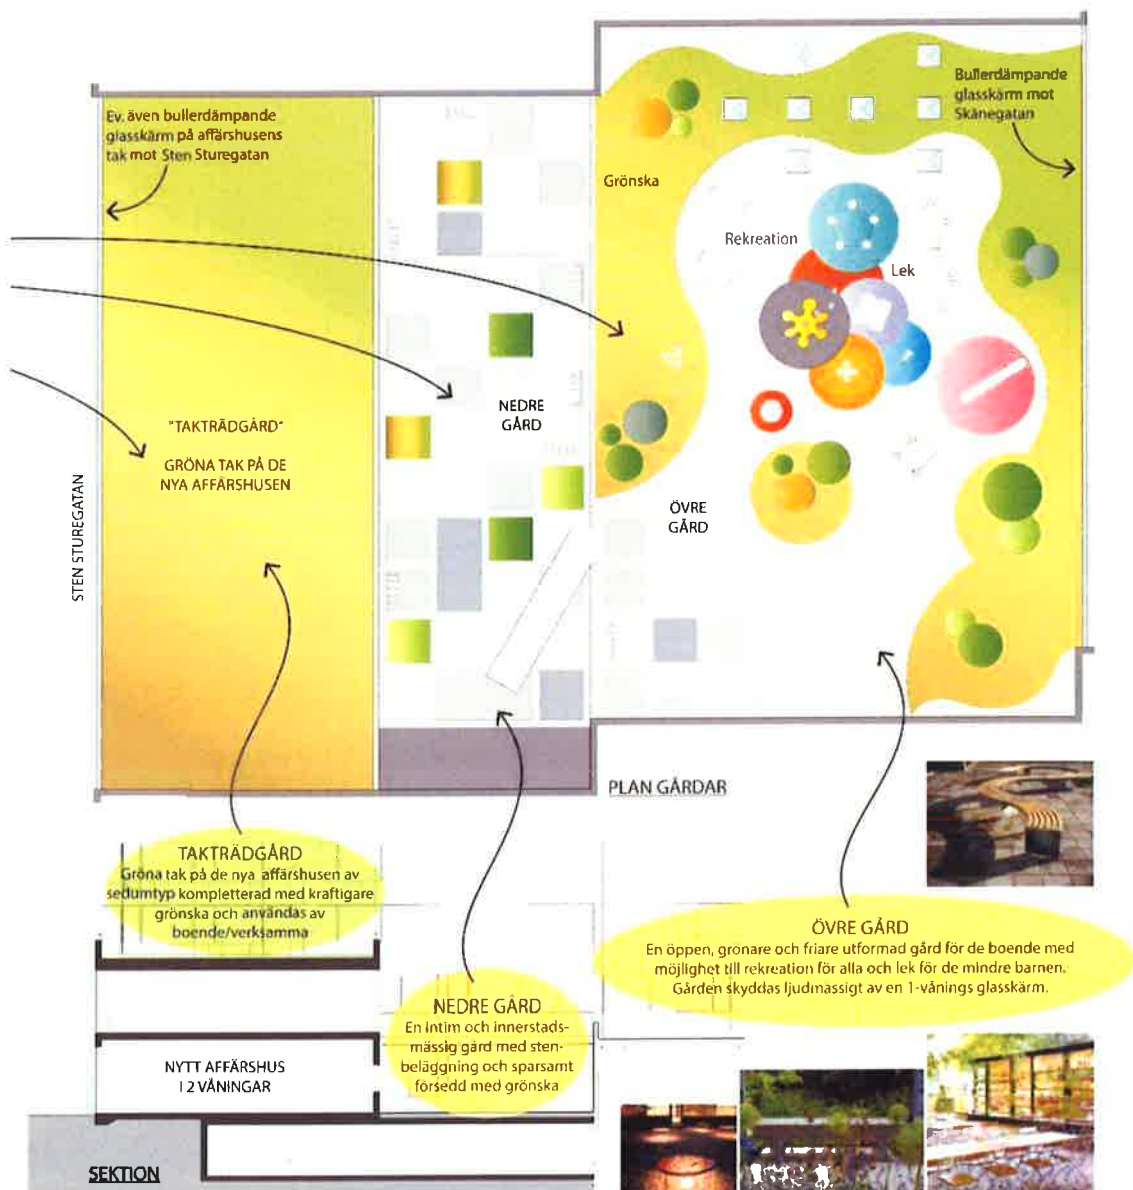 Ev. även bullerdämpande
glasskärm på affärshusens
tak mot Sten Sturegatan
Bullerdämpande
glasskärm mot
Skånegatan
Grönska
Rekreation
Lek
"TAKTRÄDGÅRD"
GRÖNA TAK PÅ DE
NYA AFFÄRSHUSEN
NEDRE
GÅRD
ÖVRE
GÅRD
STEN STUREGATAN
PLAN GÅRDAR
TAKTRÄDGÅRD
Gröna tak på de nya affärshusen av
sedumtyp kompletterad med kraftigare
grönska och användas av
boende/verksamma
ÖVRE GÅRD
En öppen, grönare och friare utformad gård för de boende med
möjlighet till rekreation för alla och lek för de mindre barnen.
Gården skyddas ljudmässigt av en 1-vånings glasskärm.
NEDRE GÅRD
En intim och innerstads-
mässig gård med sten-
beläggning och sparsamt
försedd med grönska
NYTT AFFÄRSHUS
I 2 VÅNINGAR
SEKTION